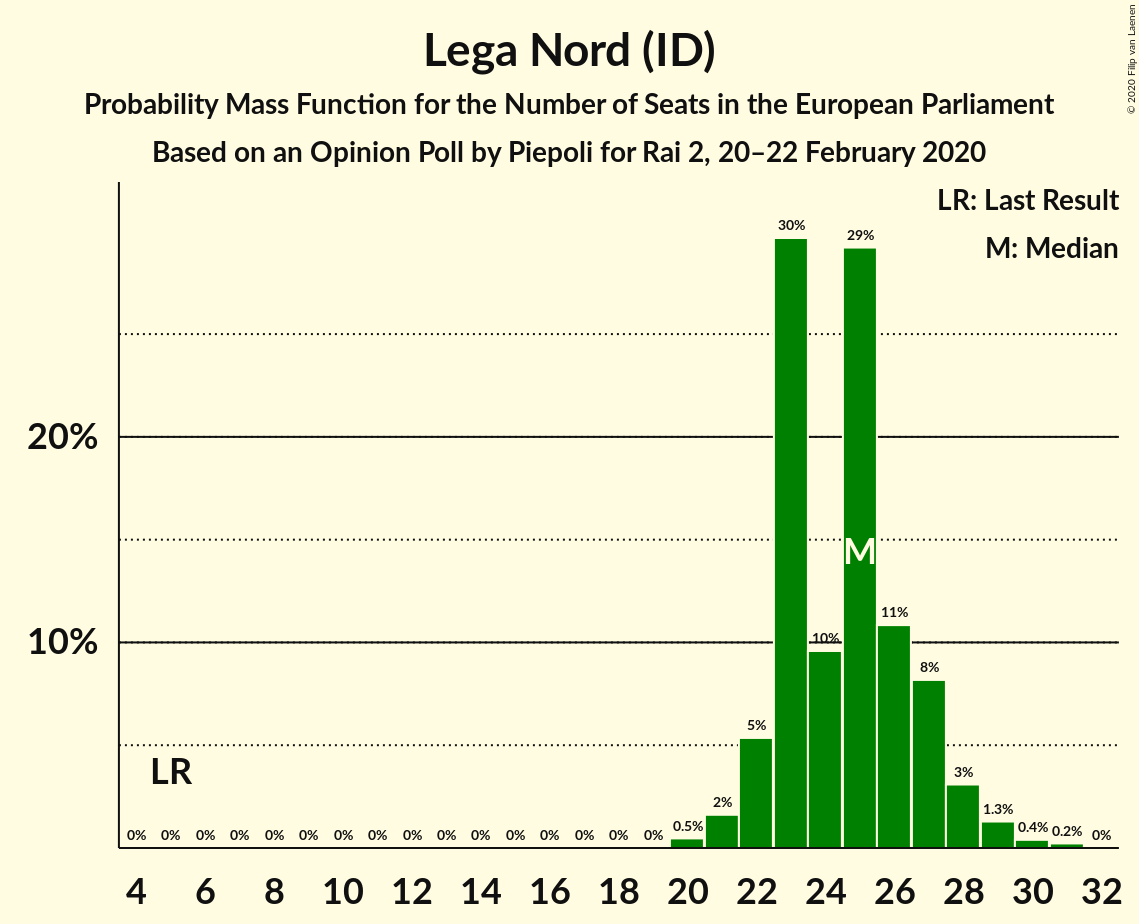 Lega Nord (ID)
Probability Mass Function for the Number of Seats in the European Parliament
Based on an Opinion Poll by Piepoli for Rai 2, 20–22 February 2020
© 2020 Filip van Laenen
LR: Last Result
M: Median
30%
29%
20%
M
11%
10%
10%
8%
5%
LR
3%
2%
1.3%
0% 0% 0% 0% 0% 0% 0% 0% 0% 0% 0% 0% 0% 0% 0% 0% 0.5% 0.4% 0.2% 0%
4 6 8 10 12 14 16 18 20 22 24 26 28 30 32